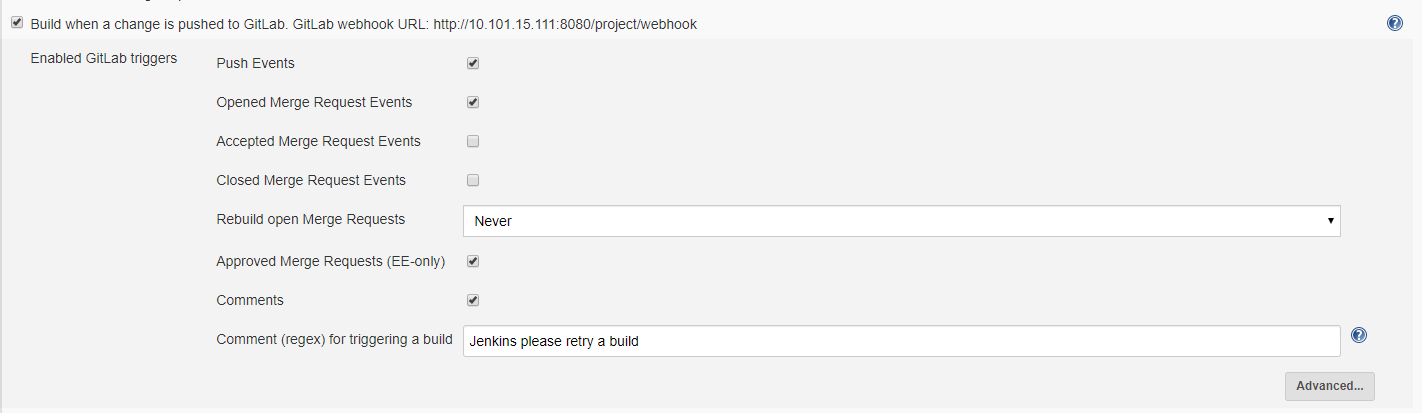 Build when a change is pushed to GitLab. GitLab webhook URL: http://10.101.15.111:8080/project/webhook
Enabled GitLab triggers
Push Events
Opened Merge Request Events
Accepted Merge Request Events
Closed Merge Request Events
Rebuild open Merge Requests
Never
Approved Merge Requests (EE-only)
Comments
Comment (regex) for triggering a build
Jenkins please retry a build
Advanced...